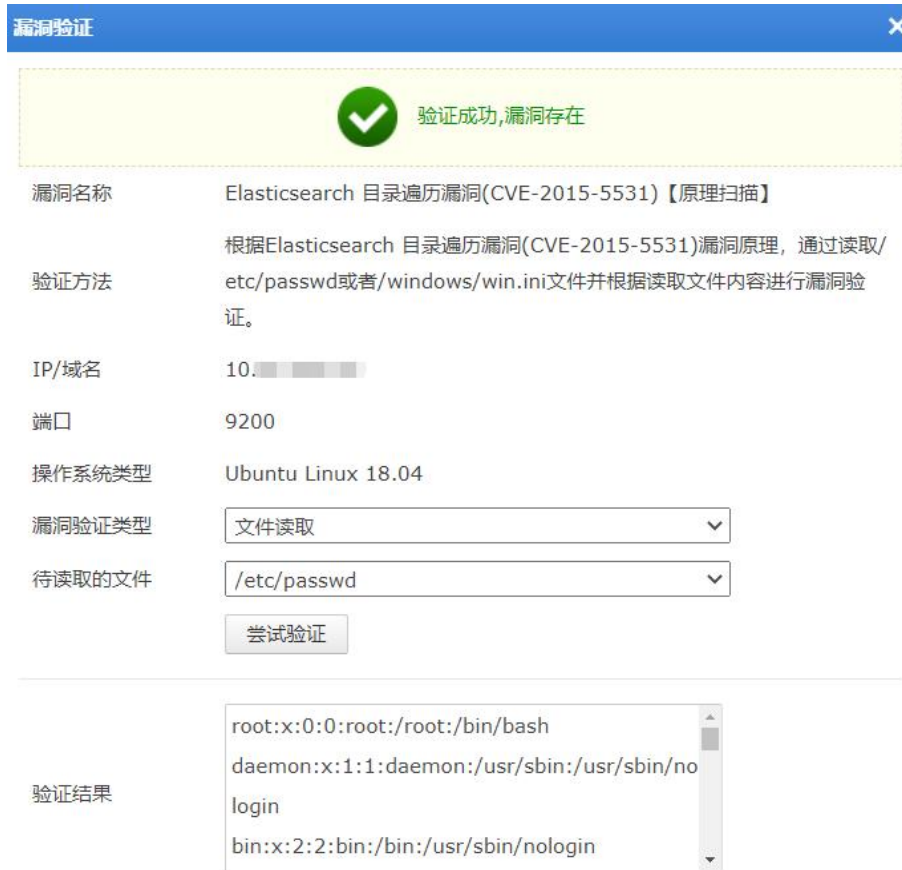 漏洞验证
验证成功,漏洞存在
漏洞名称 Elasticsearch 目录遍历漏洞(CVE-2015-5531)【原理扫描】
验证方法 根据Elasticsearch 目录遍历漏洞(CVE-2015-5531)漏洞原理，通过读取/
etc/passwd或者/windows/win.ini文件并根据读取文件内容进行漏洞验
证。
IP/域名 10.
端口 9200
操作系统类型 Ubuntu Linux 18.04
漏洞验证类型 文件读取
待读取的文件 /etc/passwd
尝试验证
验证结果 root:x:0:0:root:/root:/bin/bash
daemon:x:1:1:daemon:/usr/sbin:/usr/sbin/no
login
bin:x:2:2:bin:/bin:/usr/sbin/nologin